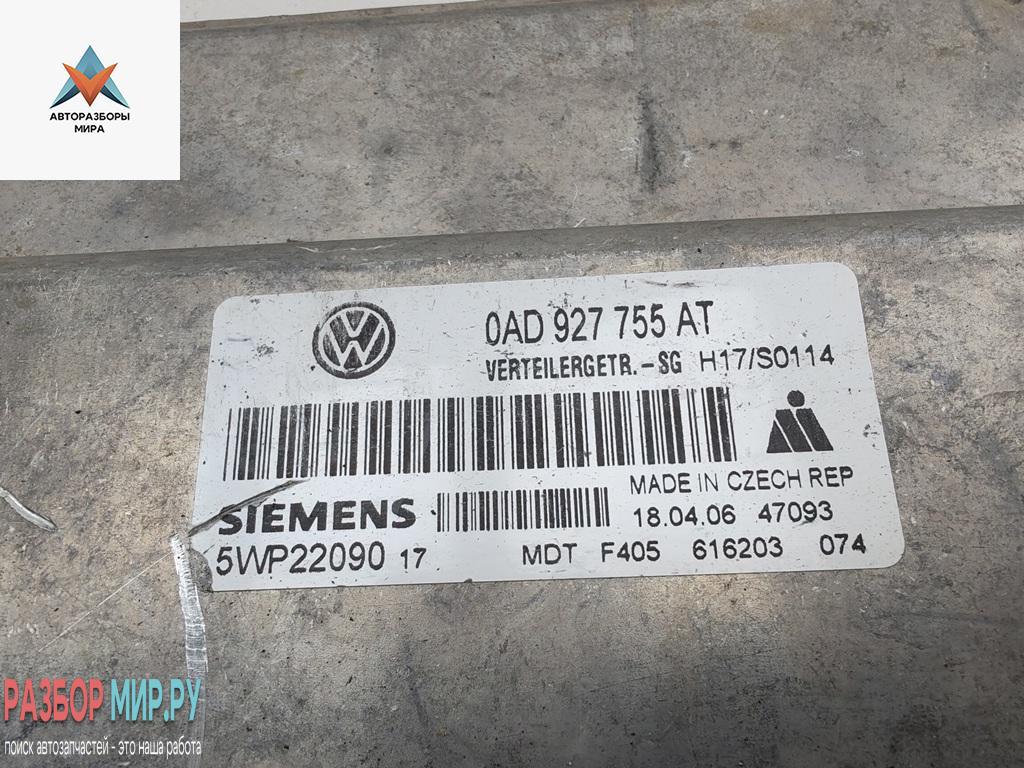 АВТОРАЗБОРЫ
МИРА
0AD 927 755 AT
VERTEILERGETR.-SG H17/S0114
MADE IN CZECH REP
SIEMENS
18.04.06 47093
5WP22090 17
MDT F405 616203 074
РАЗБОР МИР.РУ
поиск автозапчастей - это наша работа